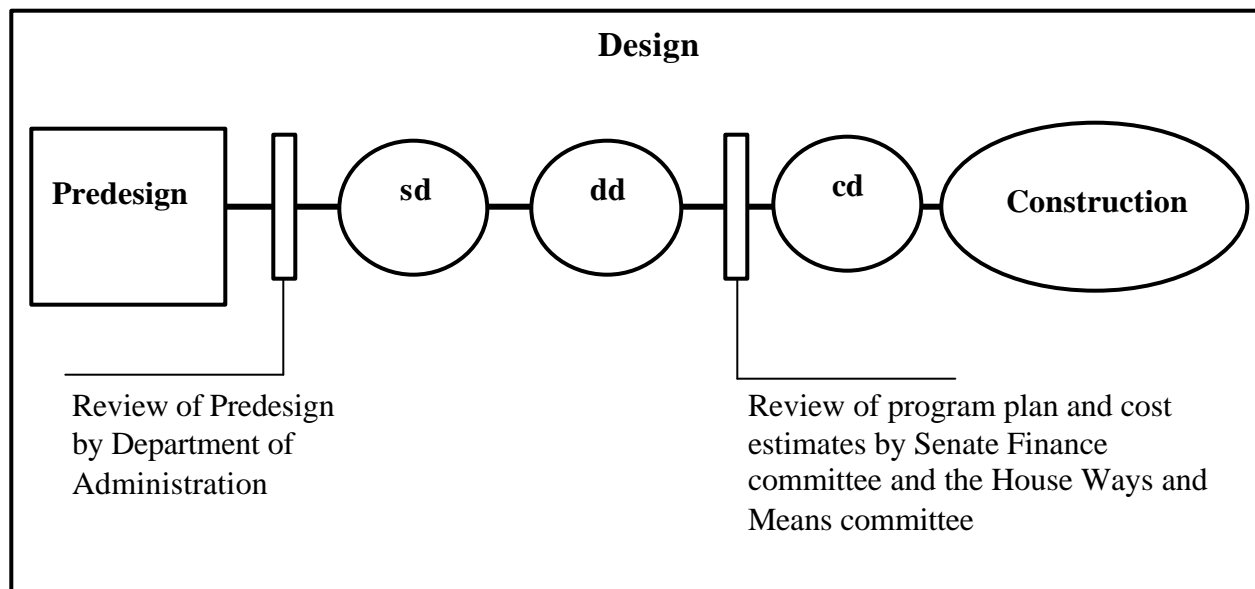 Design
Predesign
sd
dd
cd
Construction
Review of Predesign
by Department of
Administration
Review of program plan and cost
estimates by Senate Finance
committee and the House Ways and
Means committee